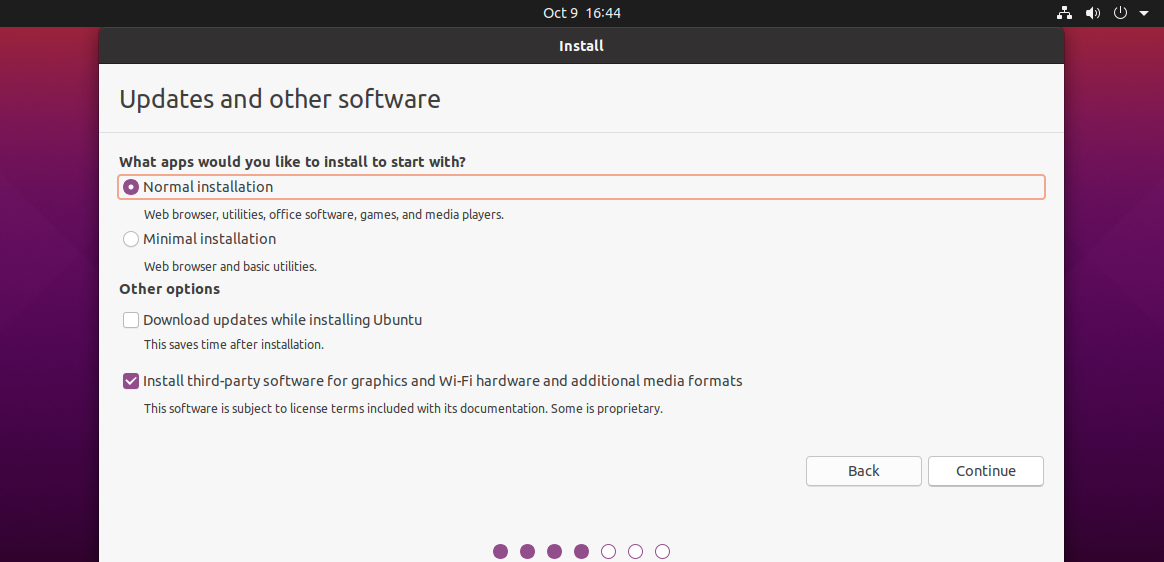 Oct 9 16:44
Install
Updates and other software
What apps would you like to install to start with?
Normal installation
Web browser, utilities, office software, games, and media players.
Minimal installation
Web browser and basic utilities.
Other options
Download updates while installing Ubuntu
This saves time after installation.
Install third-party software for graphics and Wi-Fi hardware and additional media formats
This software is subject to license terms included with its documentation. Some is proprietary.
Back Continue